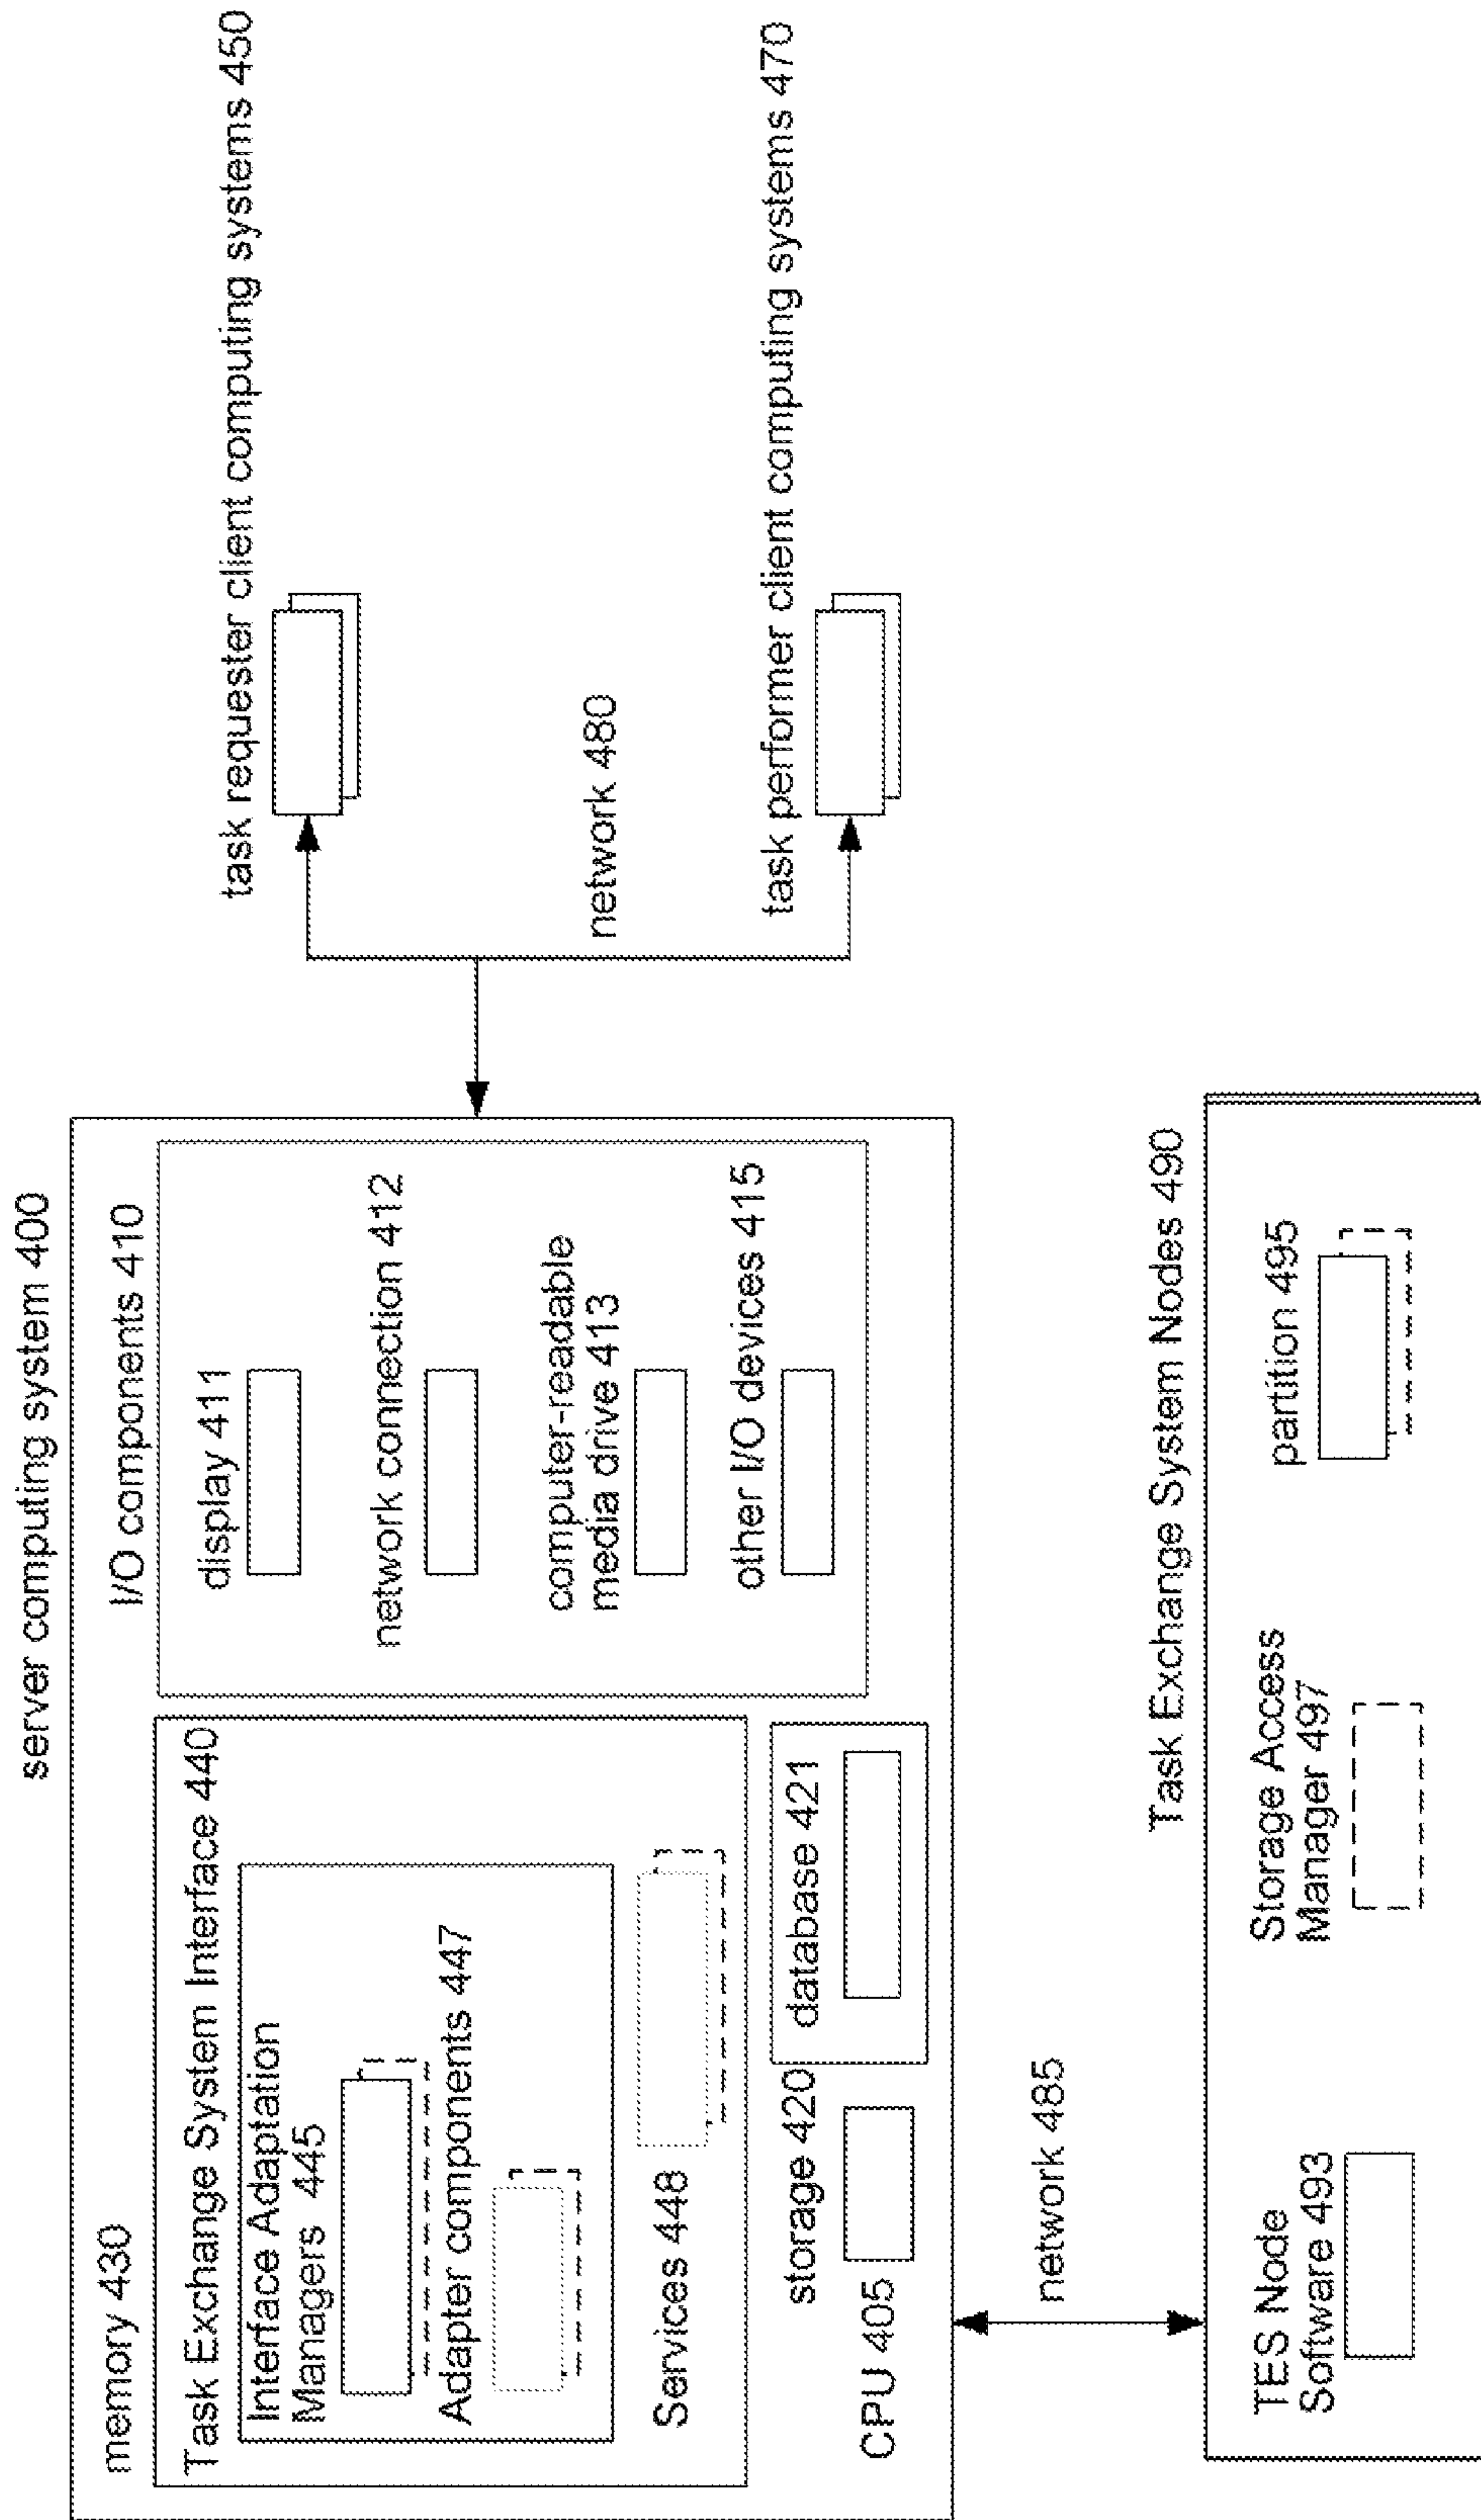 server computing system 400
memory 430
Task Exchange System Interface 440
Interface Adaptation
Managers 445
Adapter components 447
Services 448
storage 420
database 421
CPU 405
I/O components 410
display 411
network connection 412
computer-readable
media drive 413
other I/O devices 415
task requester client computing systems 450
network 480
task performer client computing systems 470
network 485
Task Exchange System Nodes 490
TES Node
Software 493
Storage Access
Manager 497
partition 495